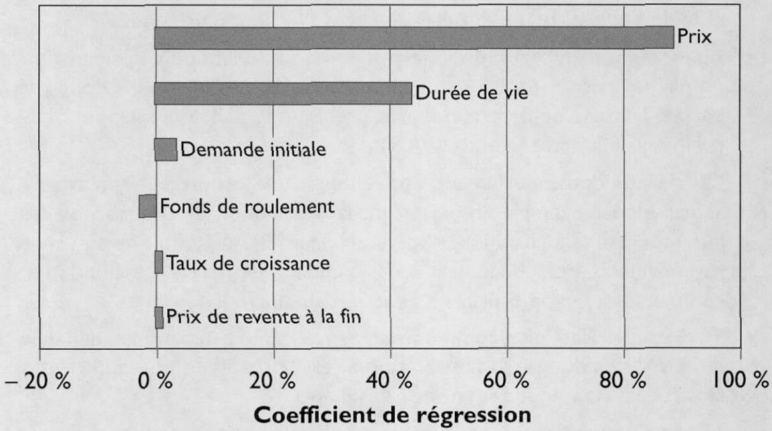 Prix
Durée de vie
Demande initiale
Fonds de roulement
Taux de croissance
Prix de revente à la fin
– 20 % 0 % 20 % 40 % 60 % 80 % 100 %
Coefficient de régression